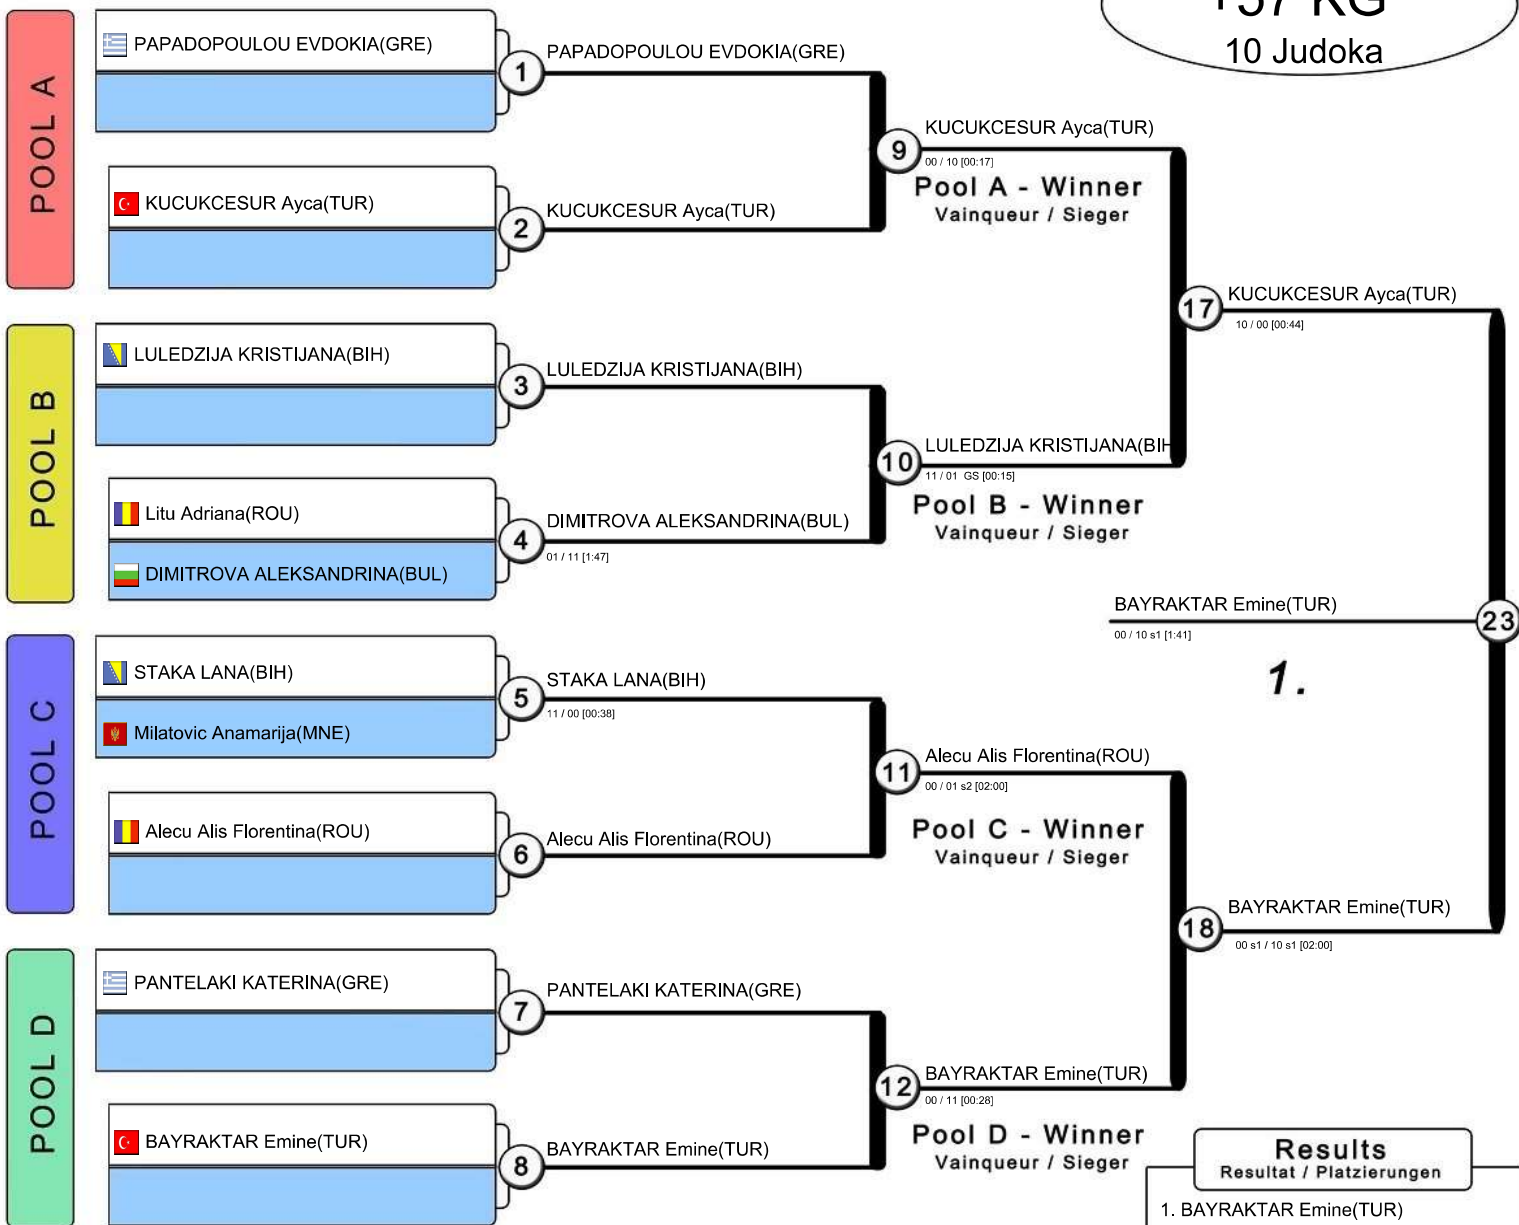 +57 KG
10 Judoka
POOL A
PAPADOPOULOU EVDOKIA(GRE)
1
PAPADOPOULOU EVDOKIA(GRE)
KUCUKCESUR Ayca(TUR)
2
KUCUKCESUR Ayca(TUR)
9
KUCUKCESUR Ayca(TUR)
00 / 10 [00:17]
Pool A - Winner
Vainqueur / Sieger
POOL B
LULEDZIJA KRISTIJANA(BIH)
3
LULEDZIJA KRISTIJANA(BIH)
Litu Adriana(ROU)
DIMITROVA ALEKSANDRINA(BUL)
4
DIMITROVA ALEKSANDRINA(BUL)
01 / 11 [1:47]
10
LULEDZIJA KRISTIJANA(BIH
11 / 01 GS [00:15]
Pool B - Winner
Vainqueur / Sieger
17
KUCUKCESUR Ayca(TUR)
10 / 00 [00:44]
POOL C
STAKA LANA(BIH)
Milatovic Anamarija(MNE)
5
STAKA LANA(BIH)
11 / 00 [00:38]
Alecu Alis Florentina(ROU)
6
Alecu Alis Florentina(ROU)
11
Alecu Alis Florentina(ROU)
00 / 01 s2 [02:00]
Pool C - Winner
Vainqueur / Sieger
POOL D
PANTELAKI KATERINA(GRE)
7
PANTELAKI KATERINA(GRE)
BAYRAKTAR Emine(TUR)
8
BAYRAKTAR Emine(TUR)
12
BAYRAKTAR Emine(TUR)
00 / 11 [00:28]
Pool D - Winner
Vainqueur / Sieger
18
BAYRAKTAR Emine(TUR)
00 s1 / 10 s1 [02:00]
BAYRAKTAR Emine(TUR)
23
00 / 10 s1 [1:41]
1.
Results
Resultat / Platzierungen
1. BAYRAKTAR Emine(TUR)